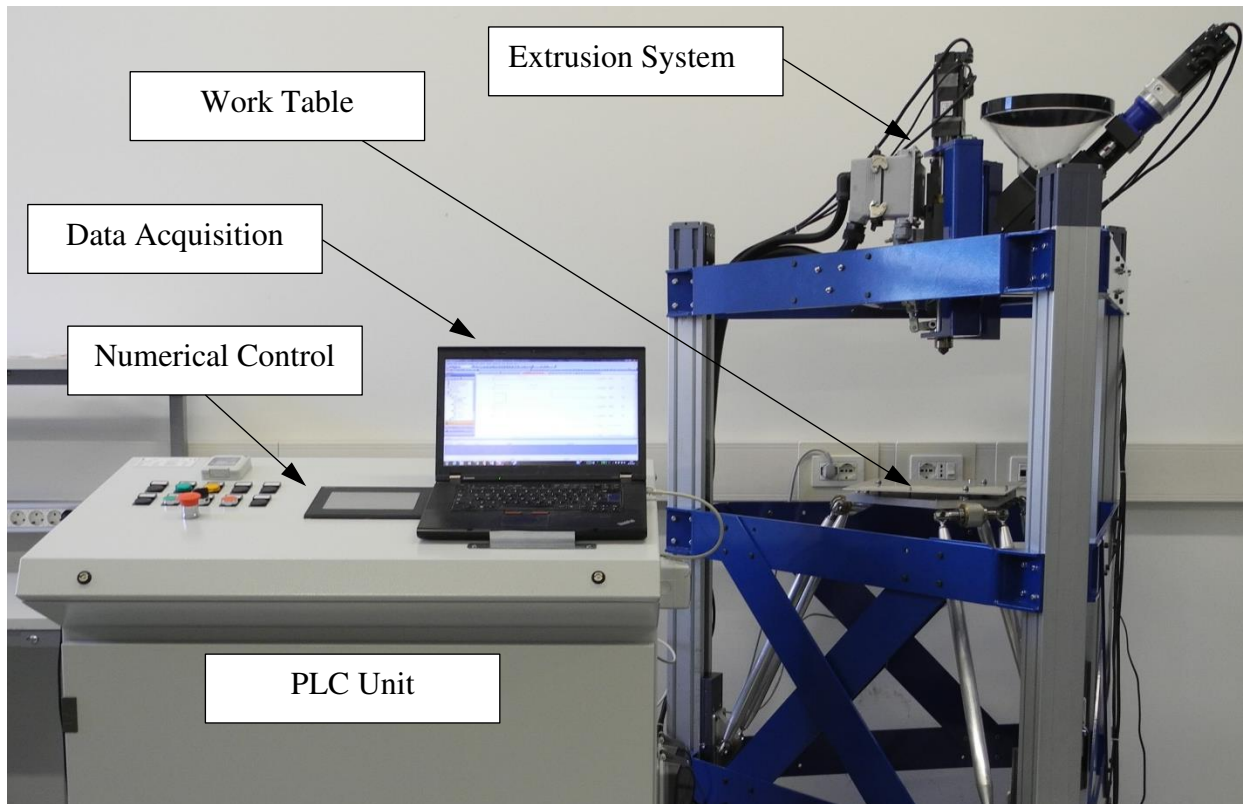 Extrusion System
Work Table
Data Acquisition
Numerical Control
PLC Unit